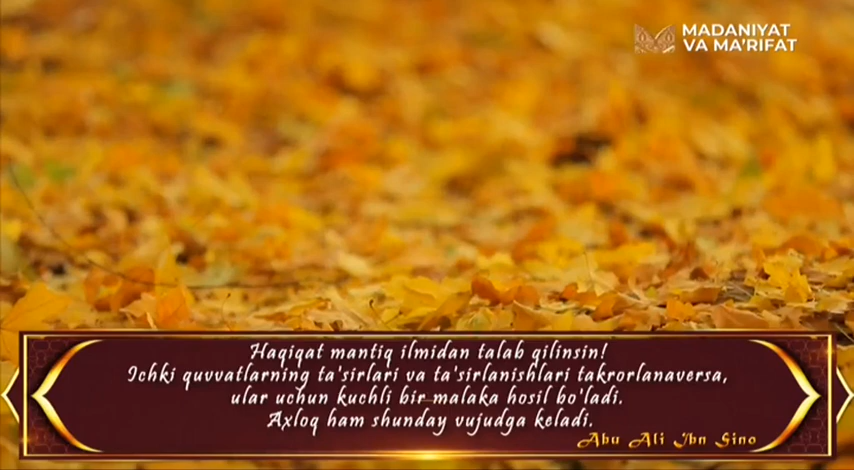 MADANIYAT
VA MA'RIFAT
Haqiqat mantiq ilmidan talab qilinsin!
Ichki quvvatlarning ta'sirlari va ta'sirlanishlari takrorlanaversa,
ular uchun kuchli bir malaka hosil bo'ladi.
Axloq ham shunday vujudga keladi.
Abu Ali Ibn Sino